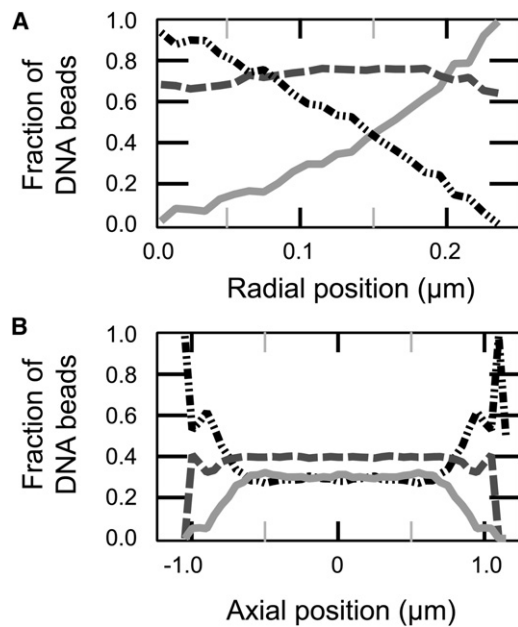 A
Fraction of
DNA beads
1.0
0.8
0.6
0.4
0.2
0.0
0.0 0.1 0.2
Radial position (μm)
B
Fraction of
DNA beads
1.0
0.8
0.6
0.4
0.2
0.0
-1.0 0 1.0
Axial position (μm)